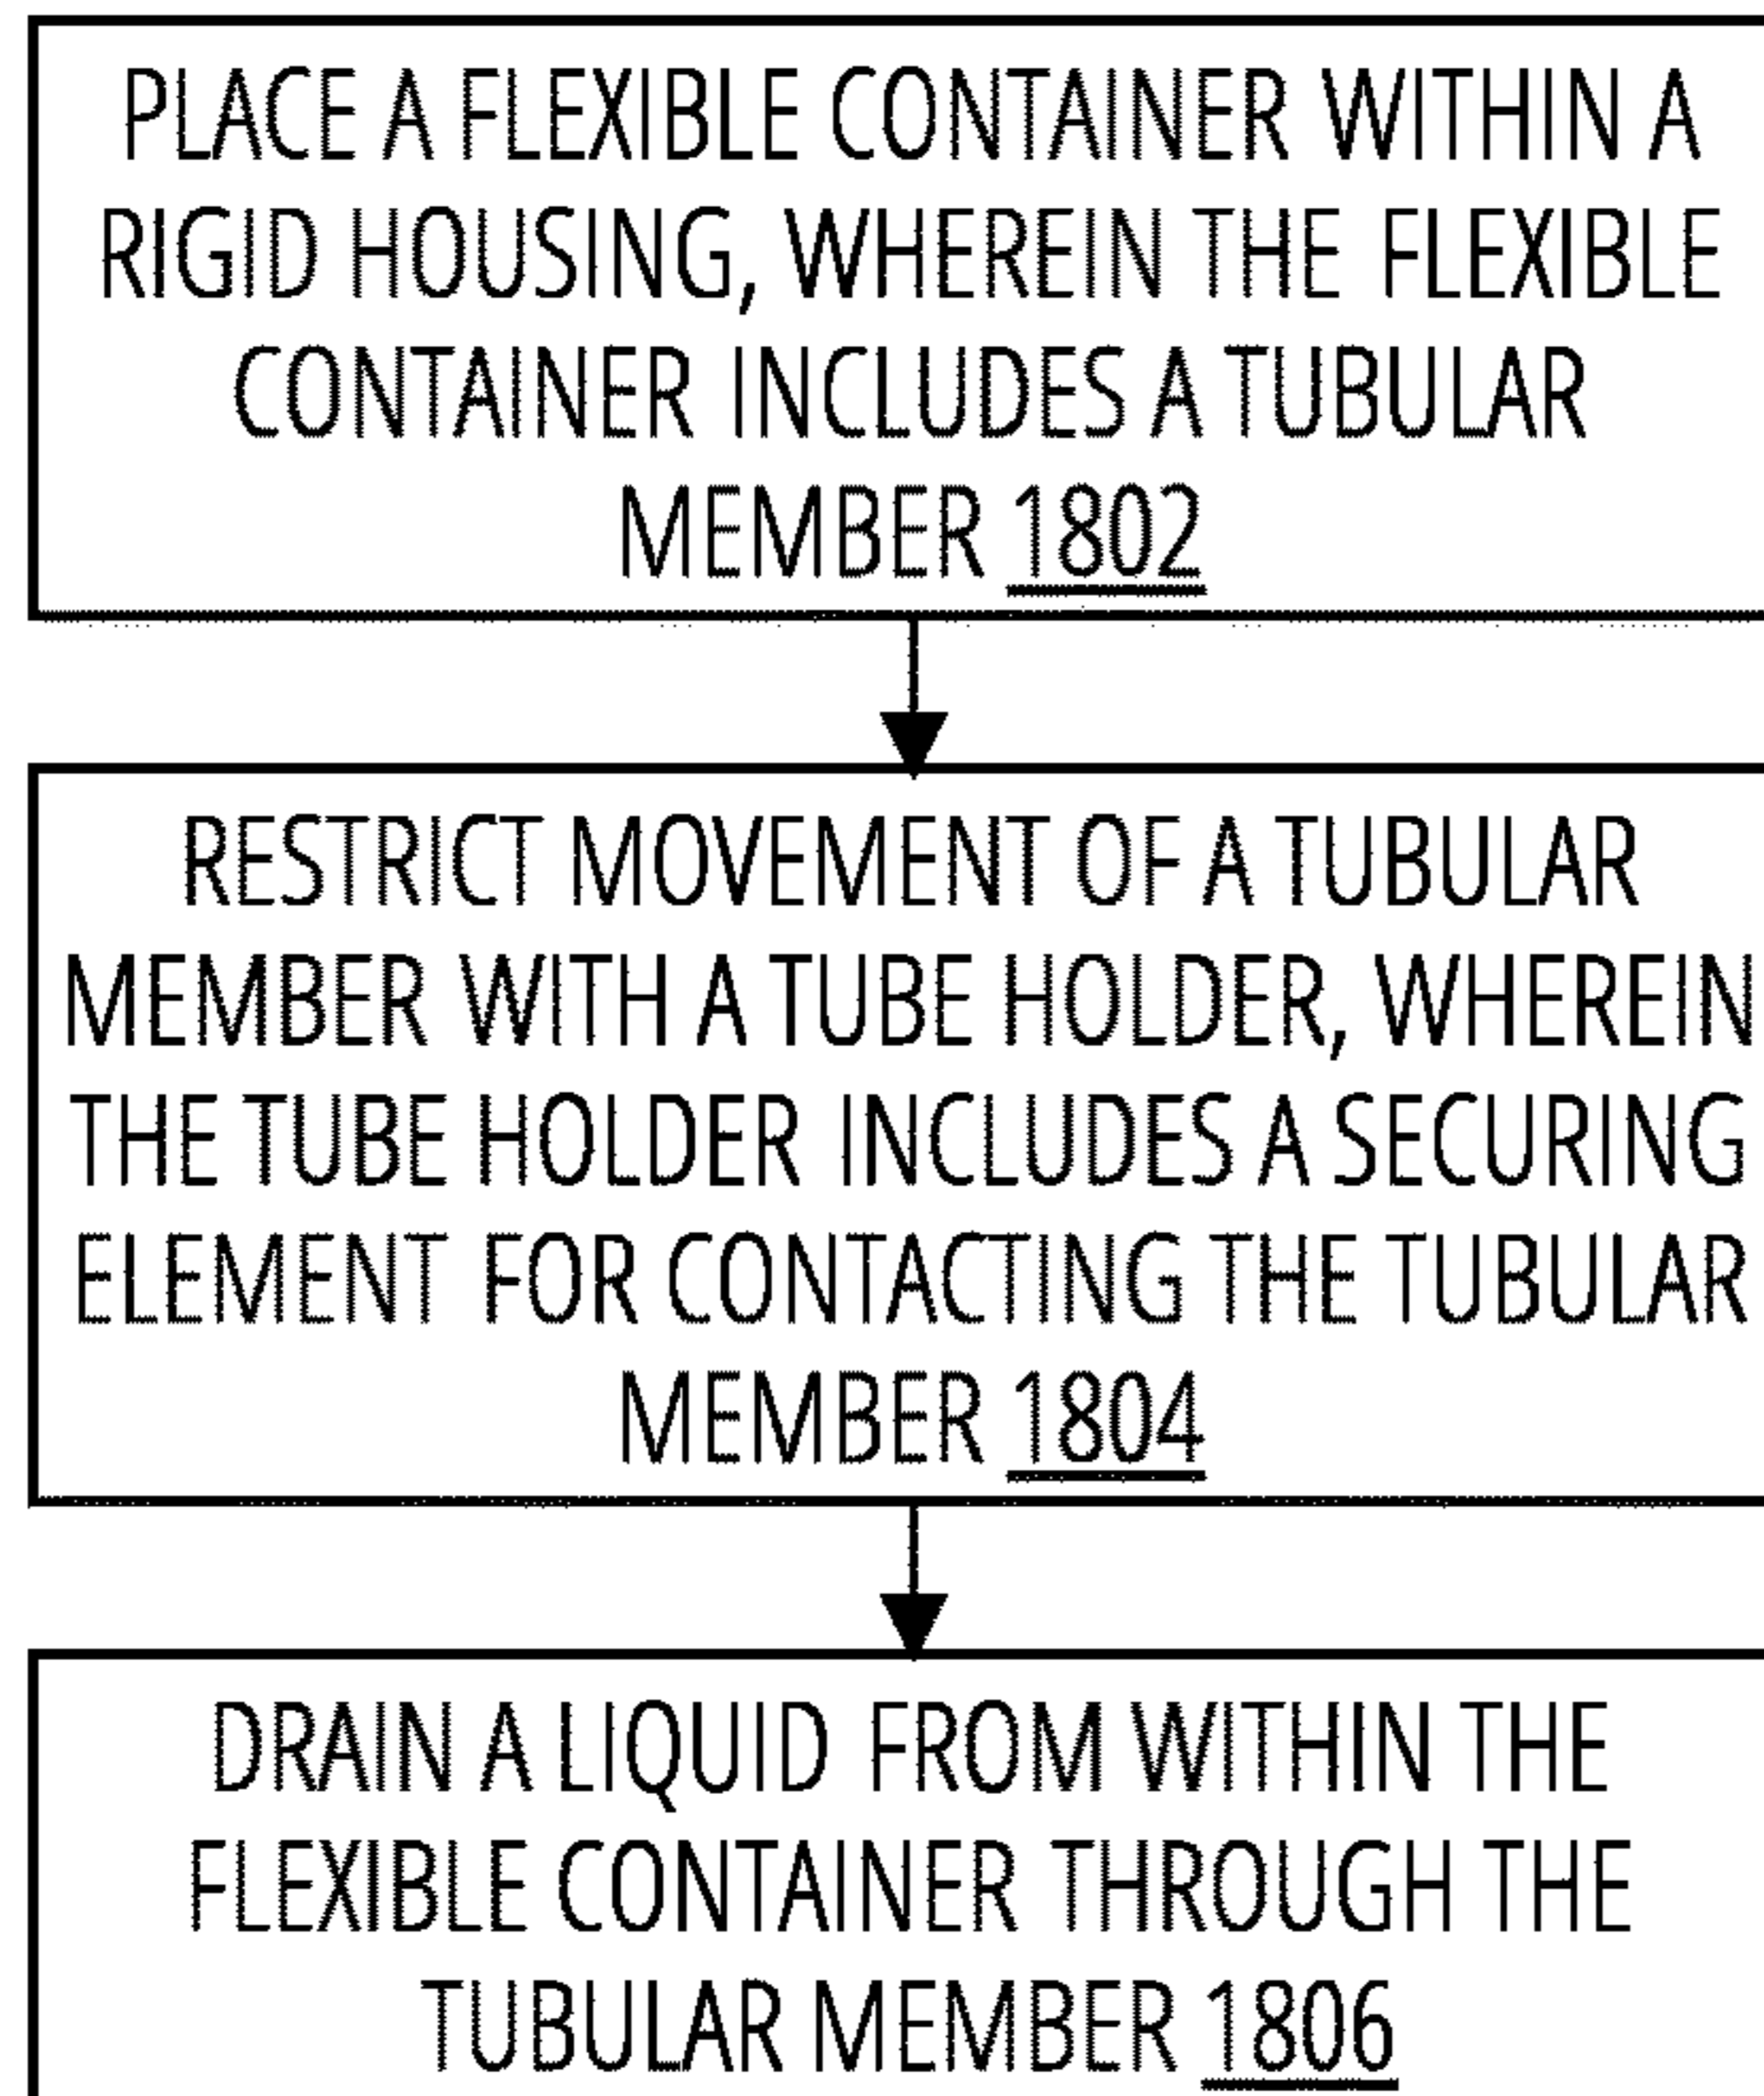 PLACE A FLEXIBLE CONTAINER WITHIN A
RIGID HOUSING, WHEREIN THE FLEXIBLE
CONTAINER INCLUDES A TUBULAR
MEMBER 1802
RESTRICT MOVEMENT OF A TUBULAR
MEMBER WITH A TUBE HOLDER, WHEREIN
THE TUBE HOLDER INCLUDES A SECURING
ELEMENT FOR CONTACTING THE TUBULAR
MEMBER 1804
DRAIN A LIQUID FROM WITHIN THE
FLEXIBLE CONTAINER THROUGH THE
TUBULAR MEMBER 1806